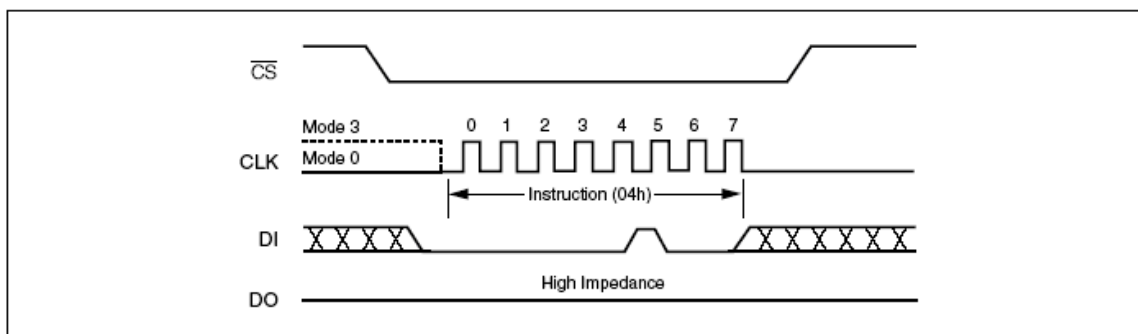 CS
Mode 3
0 1 2 3 4 5 6 7
CLK
Mode 0
Instruction (04h)
DI
High Impedance
DO